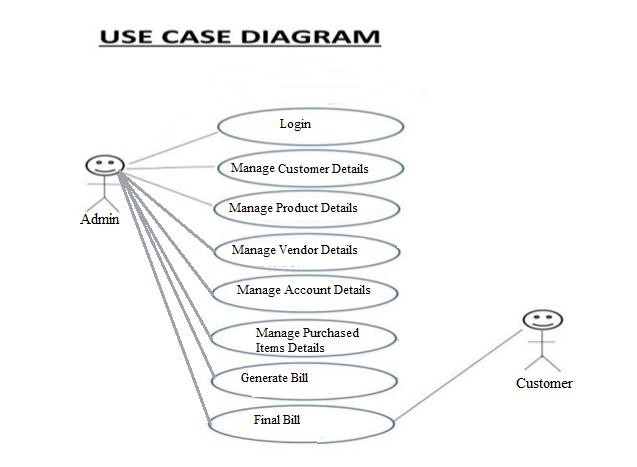 USE CASE DIAGRAM
Login
Manage Customer Details
Manage Product Details
Admin
Manage Vendor Details
Manage Account Details
Manage Purchased
Items Details
Generate Bill
Customer
Final Bill